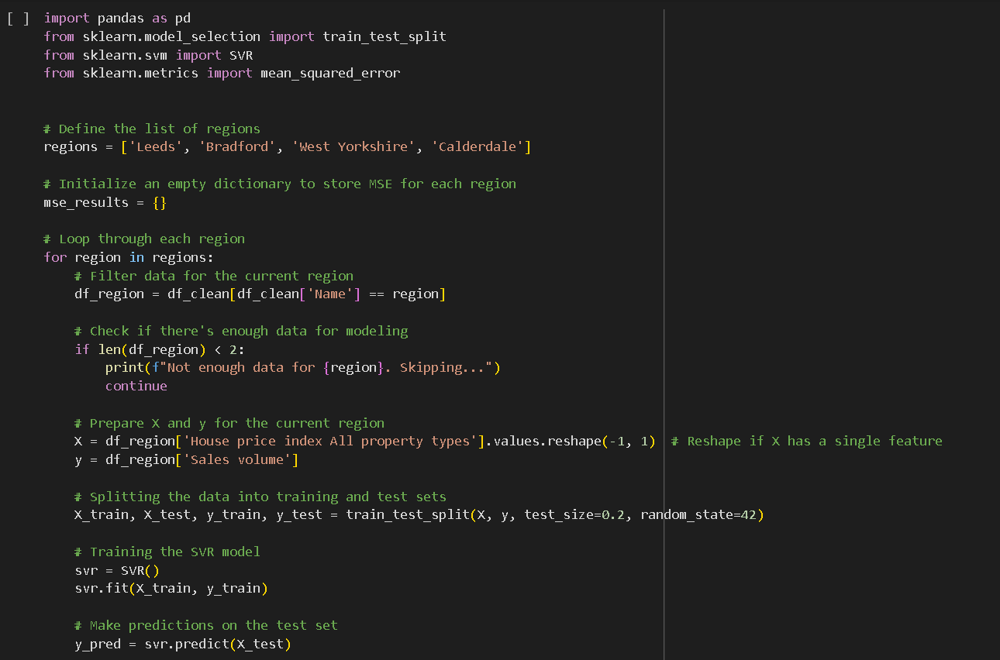 [ ] import pandas as pd
from sklearn.model_selection import train_test_split
from sklearn.svm import SVR
from sklearn.metrics import mean_squared_error
# Define the list of regions
regions = ['Leeds', 'Bradford', 'West Yorkshire', 'Calderdale']
# Initialize an empty dictionary to store MSE for each region
mse_results = {}
# Loop through each region
for region in regions:
    # Filter data for the current region
    df_region = df_clean[df_clean['Name'] == region]
    # Check if there's enough data for modeling
    if len(df_region) < 2:
        print(f"Not enough data for {region}. Skipping...")
        continue
    # Prepare X and y for the current region
    X = df_region['House price index All property types'].values.reshape(-1, 1)  # Reshape if X has a single feature
    y = df_region['Sales volume']
    # Splitting the data into training and test sets
    X_train, X_test, y_train, y_test = train_test_split(X, y, test_size=0.2, random_state=42)
    # Training the SVR model
    svr = SVR()
    svr.fit(X_train, y_train)
    # Make predictions on the test set
    y_pred = svr.predict(X_test)